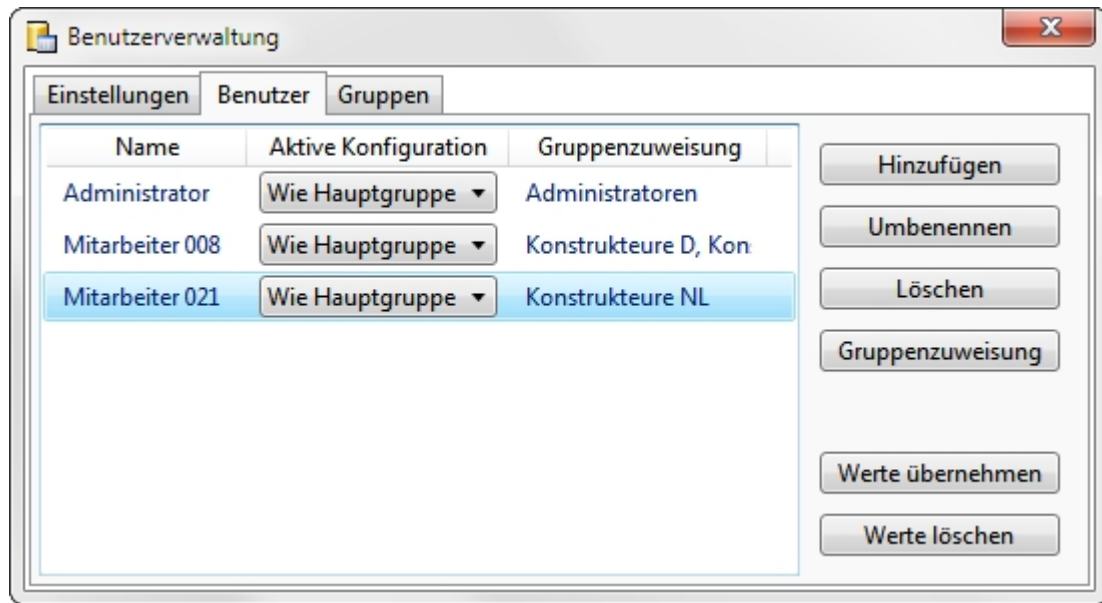 Benutzerverwaltung
Einstellungen Benutzer Gruppen
Name Aktive Konfiguration Gruppenzuweisung
Administrator Wie Hauptgruppe Administratoren
Mitarbeiter 008 Wie Hauptgruppe Konstrukteure D, Kon
Mitarbeiter 021 Wie Hauptgruppe Konstrukteure NL
Hinzufügen
Umbenennen
Löschen
Gruppenzuweisung
Werte übernehmen
Werte löschen